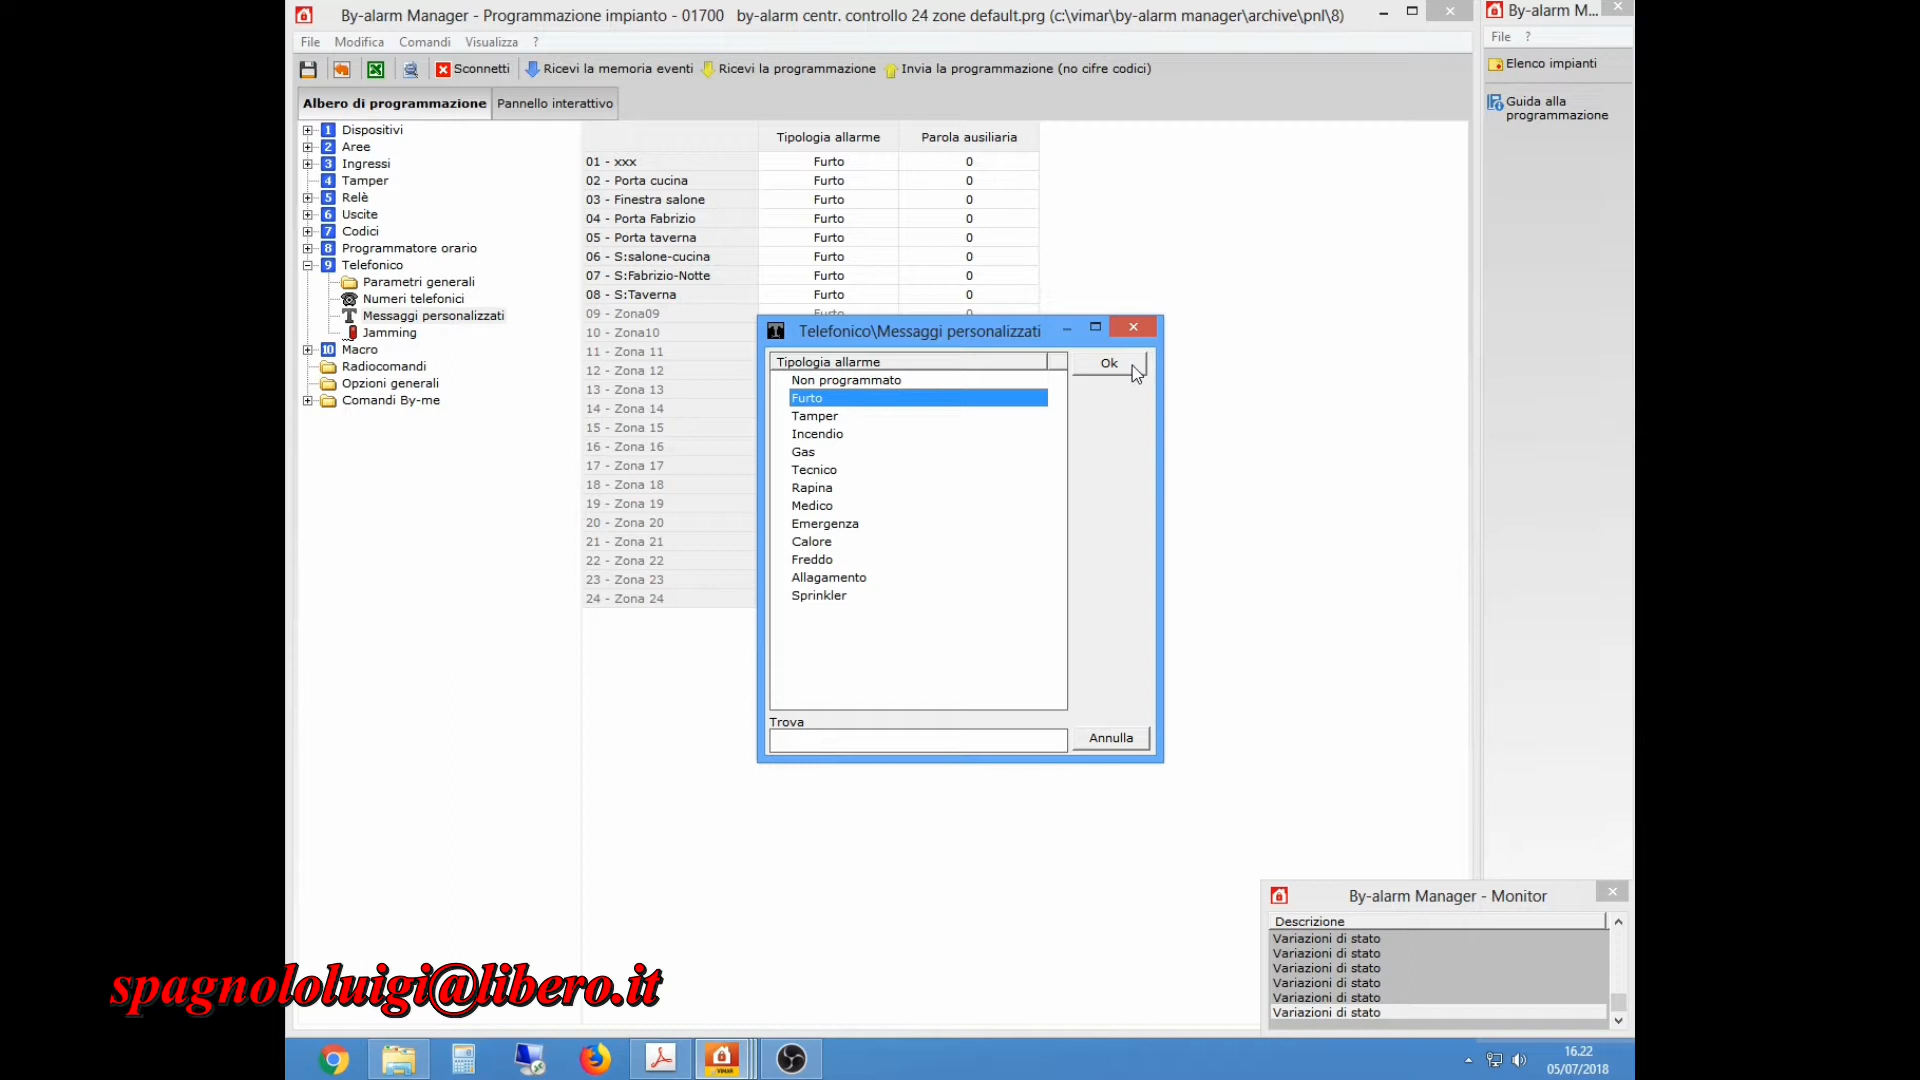 By-alarm Manager - Programmazione impianto - 01700 by-alarm centr. controllo 24 zone default.prg (c:\vimar\by-alarm manager\archive\pnl\8)
File Modifica Comandi Visualizza ?
Sconnetti Ricevi la memoria eventi Ricevi la programmazione Invia la programmazione (no cifre codici)
Albero di programmazione Pannello interattivo
1 Dispositivi
2 Aree
3 Ingressi
4 Tamper
5 Relè
6 Uscite
7 Codici
8 Programmatore orario
9 Telefonico
Parametri generali
Numeri telefonici
Messaggi personalizzati
Jamming
10 Macro
Radiocomandi
Opzioni generali
Comandi By-me
Tipologia allarme Parola ausiliaria
01 - xxx Furto 0
02 - Porta cucina Furto 0
03 - Finestra salone Furto 0
04 - Porta Fabrizio Furto 0
05 - Porta taverna Furto 0
06 - S:salone-cucina Furto 0
07 - S:Fabrizio-Notte Furto 0
08 - S:Taverna Furto 0
09 - Zona09 Furto 0
10 - Zona10
11 - Zona 11
12 - Zona 12
13 - Zona 13
14 - Zona 14
15 - Zona 15
16 - Zona 16
17 - Zona 17
18 - Zona 18
19 - Zona 19
20 - Zona 20
21 - Zona 21
22 - Zona 22
23 - Zona 23
24 - Zona 24
Telefonico\Messaggi personalizzati
Tipologia allarme
Non programmato
Furto
Tamper
Incendio
Gas
Tecnico
Rapina
Medico
Emergenza
Calore
Freddo
Allagamento
Sprinkler
Ok
Trova
Annulla
By-alarm M...
File ?
Elenco impianti
Guida alla
programmazione
By-alarm Manager - Monitor
Descrizione
Variazioni di stato
Variazioni di stato
Variazioni di stato
Variazioni di stato
Variazioni di stato
Variazioni di stato
spagnololuigi@libero.it
VIMAR
16.22
05/07/2018